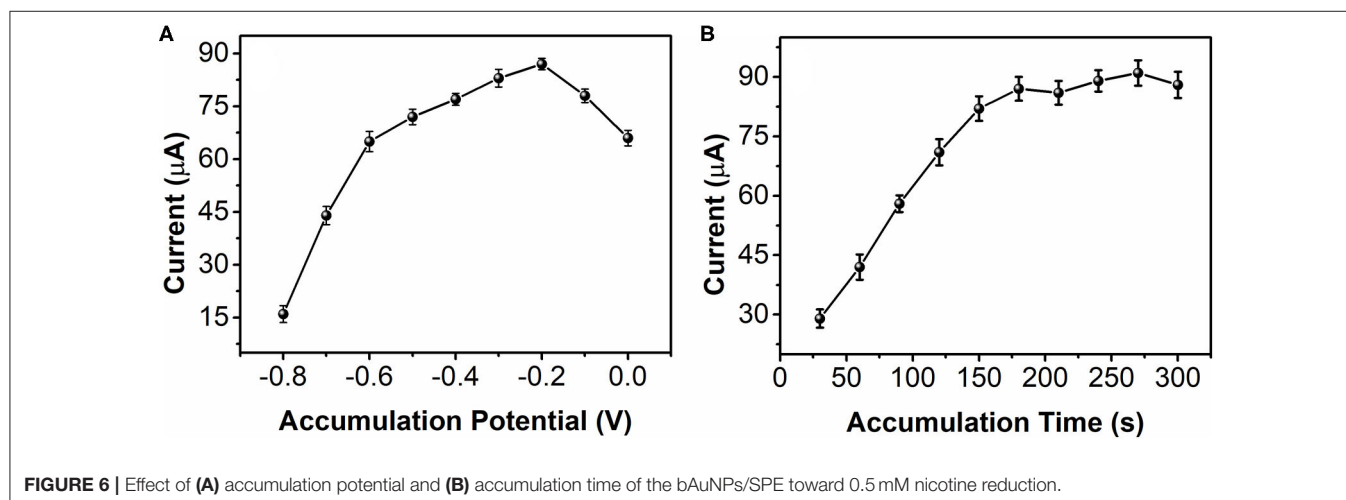 A
Current (μA)
90
75
60
45
30
15
-0.8 -0.6 -0.4 -0.2 0.0
Accumulation Potential (V)
B
Current (μA)
90
75
60
45
30
0 50 100 150 200 250 300
Accumulation Time (s)
FIGURE 6 | Effect of (A) accumulation potential and (B) accumulation time of the bAuNPs/SPE toward 0.5 mM nicotine reduction.